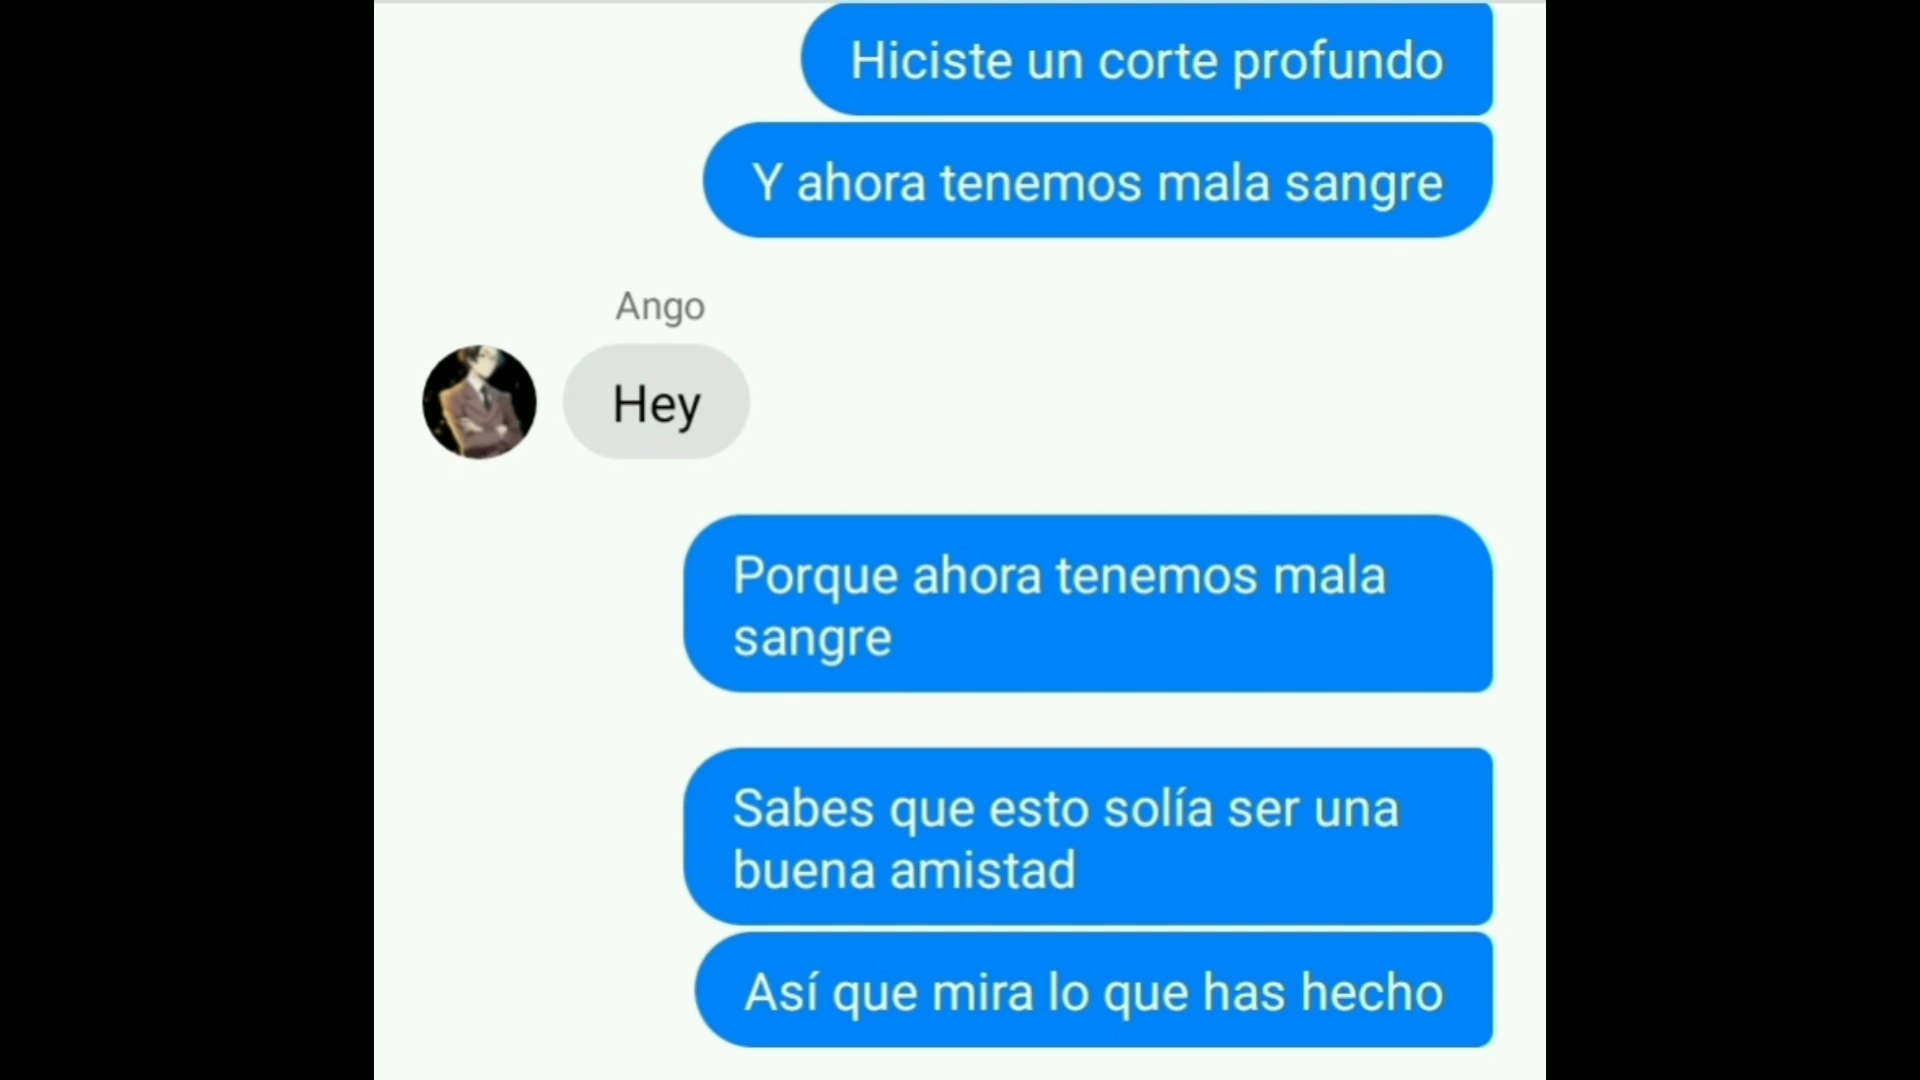 Hiciste un corte profundo
Y ahora tenemos mala sangre
Ango
Hey
Porque ahora tenemos mala
sangre
Sabes que esto solía ser una
buena amistad
Así que mira lo que has hecho